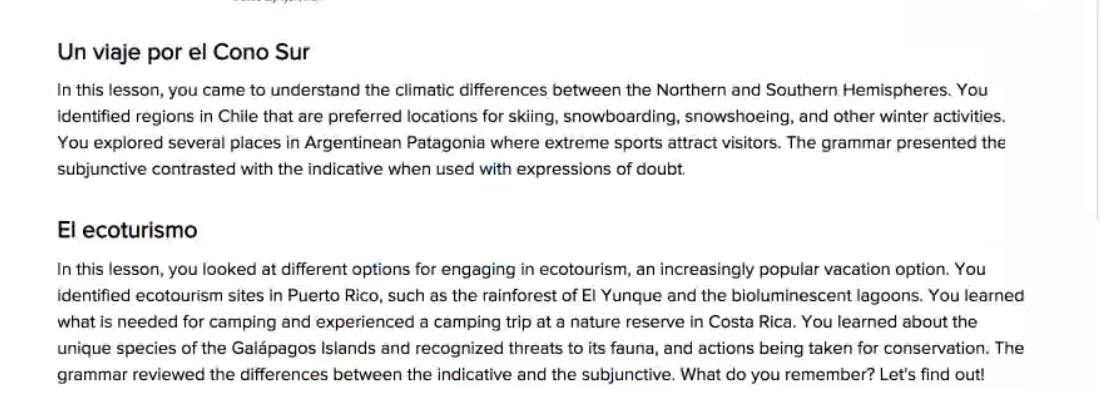 Un viaje por el Cono Sur
In this lesson, you came to understand the climatic differences between the Northern and Southern Hemispheres. You
identified regions in Chile that are preferred locations for skiing, snowboarding, snowshoeing, and other winter activities.
You explored several places in Argentinean Patagonia where extreme sports attract visitors. The grammar presented the
subjunctive contrasted with the indicative when used with expressions of doubt.
El ecoturismo
In this lesson, you looked at different options for engaging in ecotourism, an increasingly popular vacation option. You
identified ecotourism sites in Puerto Rico, such as the rainforest of El Yunque and the bioluminescent lagoons. You learned
what is needed for camping and experienced a camping trip at a nature reserve in Costa Rica. You learned about the
unique species of the Galápagos Islands and recognized threats to its fauna, and actions being taken for conservation. The
grammar reviewed the differences between the indicative and the subjunctive. What do you remember? Let's find out!